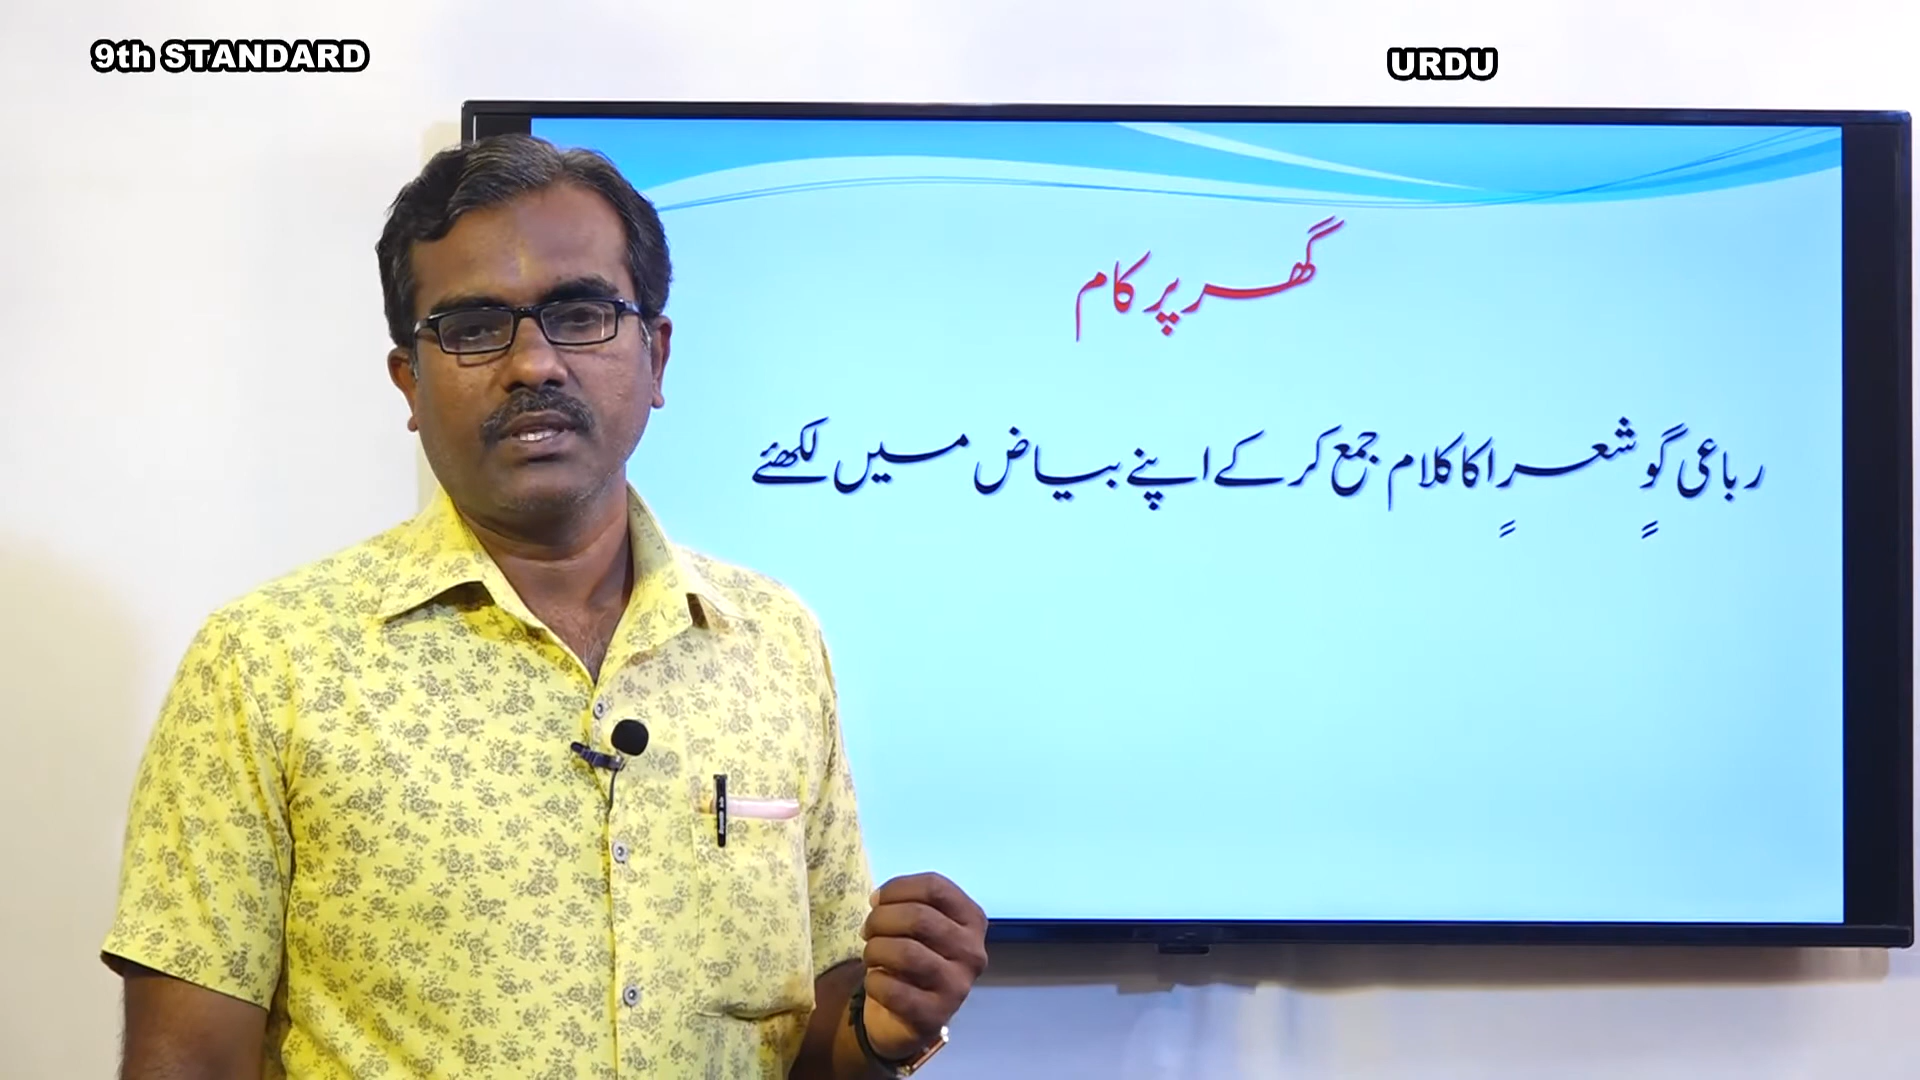 9th STANDARD
URDU
گھر پر کام
رباعی گوٍ شعراٍ کا کلام جمع کر کے اپنے بیاض میں لکھئے